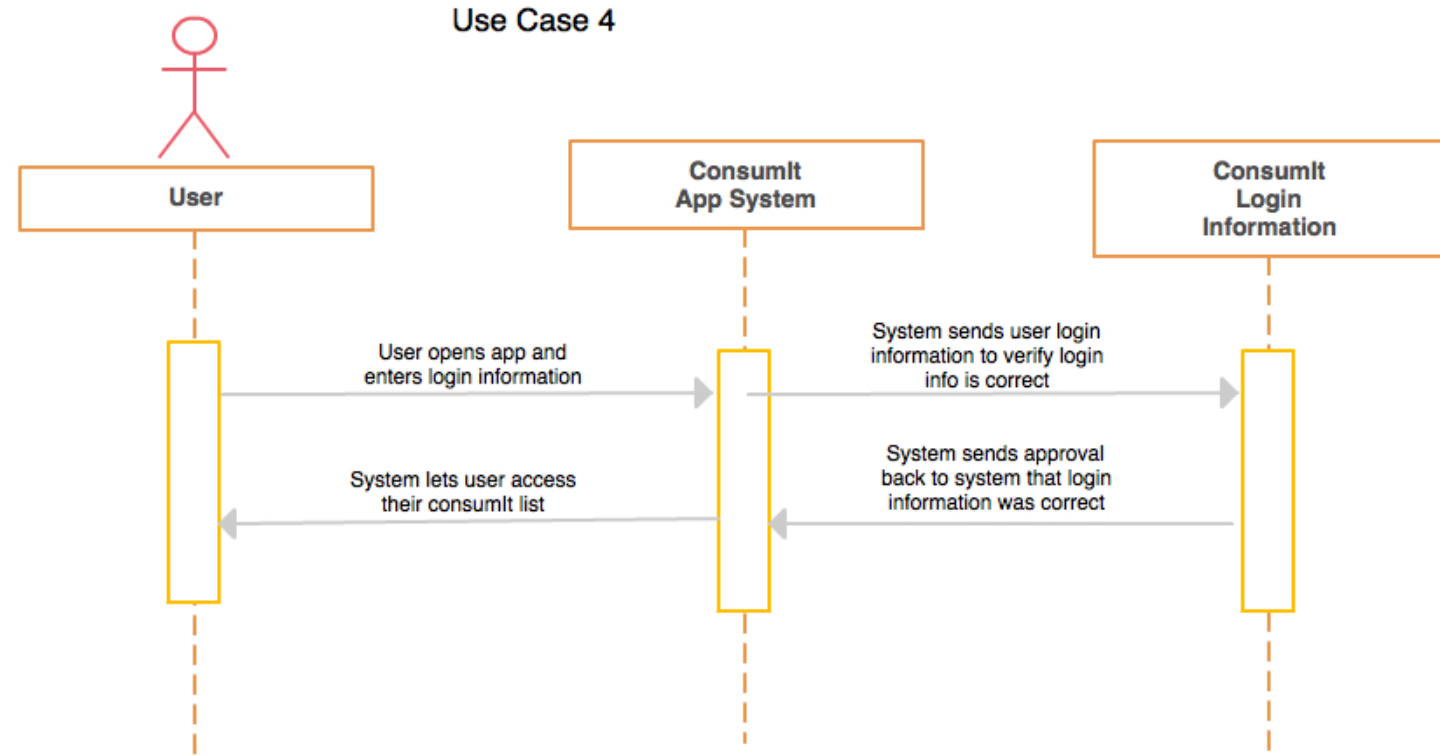 Use Case 4
User
ConsumIt
App System
ConsumIt
Login
Information
User opens app and
enters login information
System sends user login
information to verify login
info is correct
System lets user access
their consumIt list
System sends approval
back to system that login
information was correct